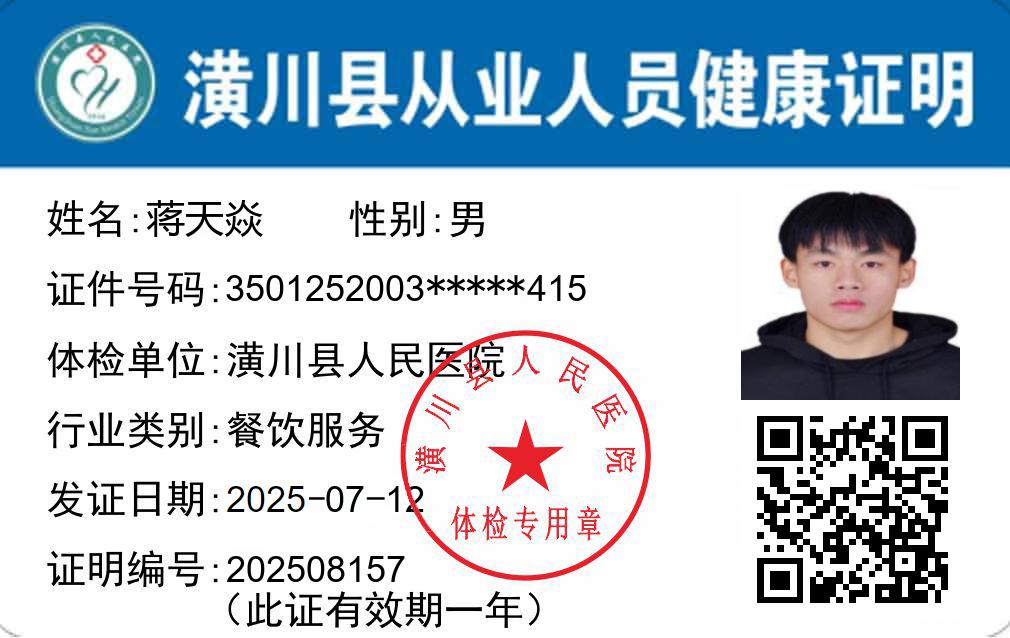 潢川县从业人员健康证明
姓名:蒋天焱 性别:男
证件号码:3501252003*****415
体检单位:潢川县人民医院
行业类别:餐饮服务
发证日期:2025-07-12
证明编号:202508157
（此证有效期一年）
潢川县人民医院
体检专用章